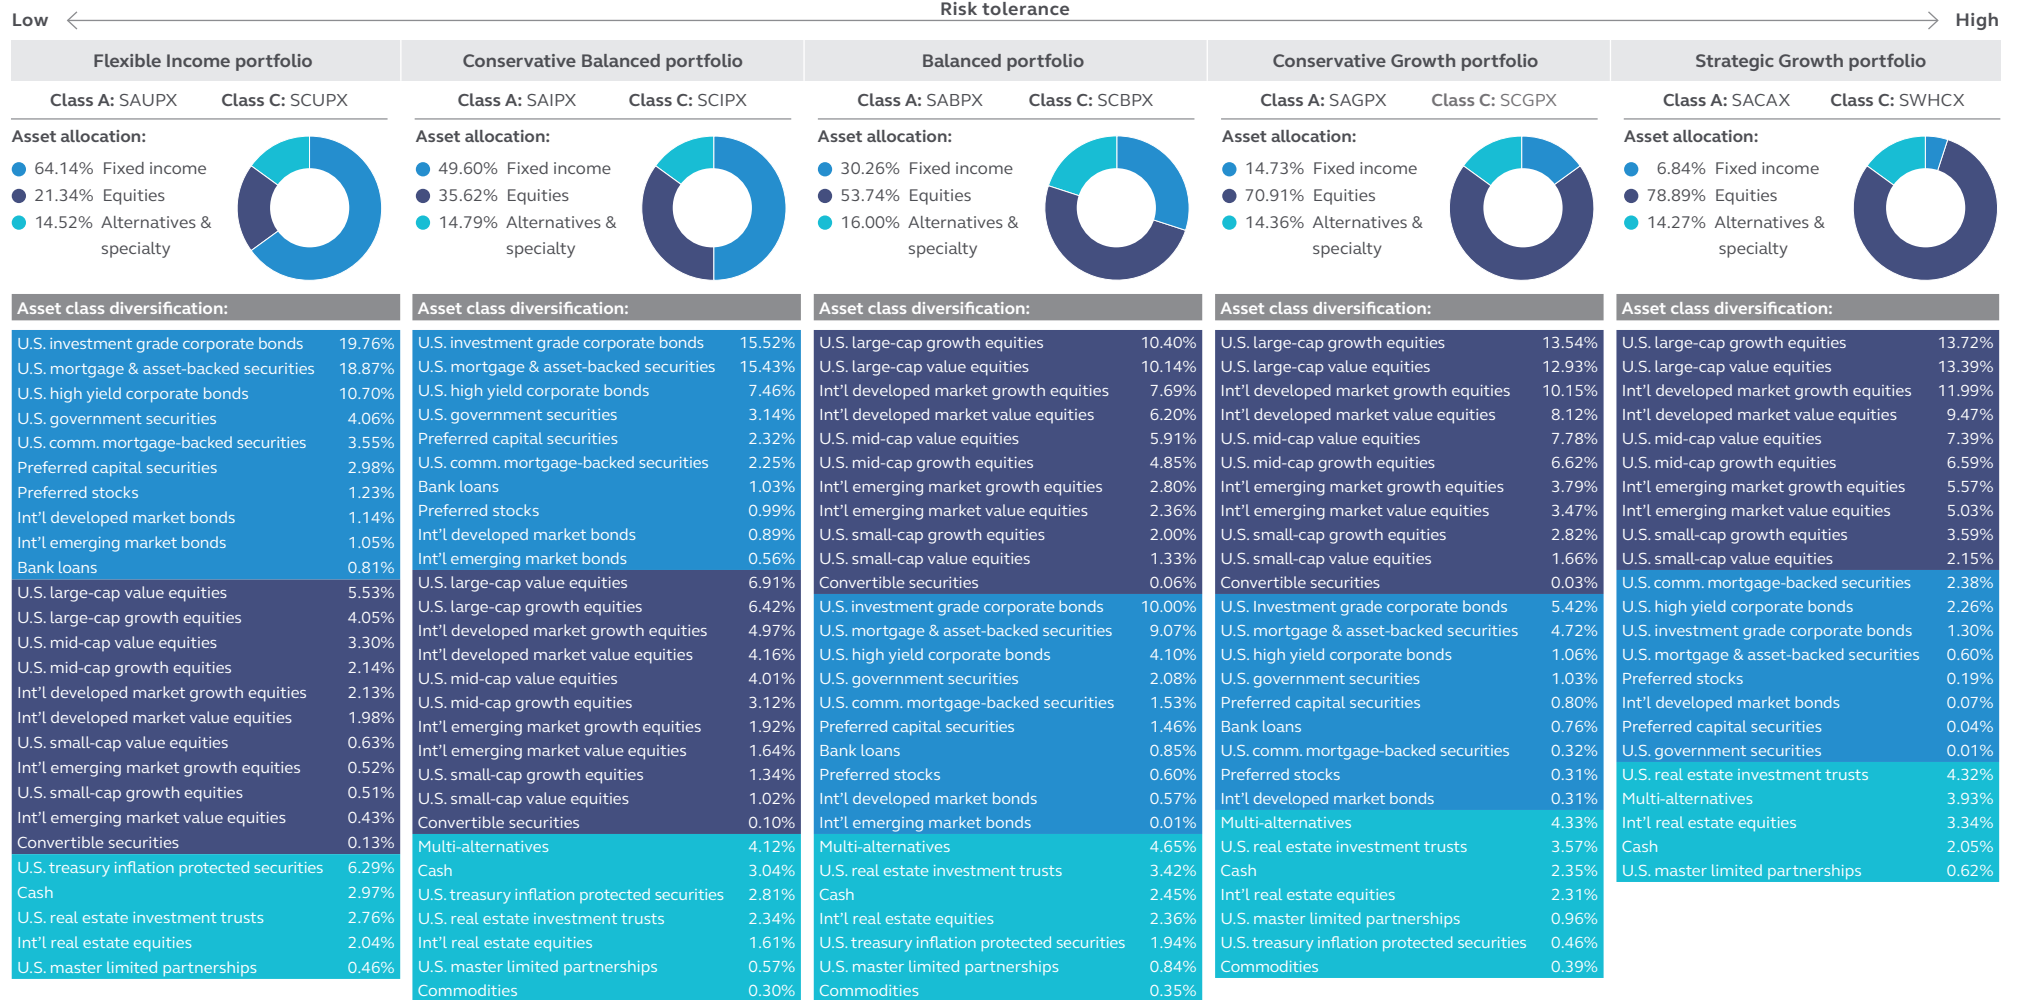 Risk tolerance
Low
High
Flexible Income portfolio
Class A: SAUPX Class C: SCUPX
Asset allocation:
64.14% Fixed income
21.34% Equities
14.52% Alternatives &
specialty
Asset class diversification:
U.S. investment grade corporate bonds 19.76%
U.S. mortgage & asset-backed securities 18.87%
U.S. high yield corporate bonds 10.70%
U.S. government securities 4.06%
U.S. comm. mortgage-backed securities 3.55%
Preferred capital securities 2.98%
Preferred stocks 1.23%
Int'l developed market bonds 1.14%
Int'l emerging market bonds 1.05%
Bank loans 0.81%
U.S. large-cap value equities 5.53%
U.S. large-cap growth equities 4.05%
U.S. mid-cap value equities 3.30%
U.S. mid-cap growth equities 2.14%
Int'l developed market growth equities 2.13%
Int'l developed market value equities 1.98%
U.S. small-cap value equities 0.63%
Int'l emerging market growth equities 0.52%
U.S. small-cap growth equities 0.51%
Int'l emerging market value equities 0.43%
Convertible securities 0.13%
U.S. treasury inflation protected securities 6.29%
Cash 2.97%
U.S. real estate investment trusts 2.76%
Int'l real estate equities 2.04%
U.S. master limited partnerships 0.46%
Conservative Balanced portfolio
Class A: SAIPX Class C: SCIPX
Asset allocation:
49.60% Fixed income
35.62% Equities
14.79% Alternatives &
specialty
Asset class diversification:
U.S. investment grade corporate bonds 15.52%
U.S. mortgage & asset-backed securities 15.43%
U.S. high yield corporate bonds 7.46%
U.S. government securities 3.14%
Preferred capital securities 2.32%
U.S. comm. mortgage-backed securities 2.25%
Bank loans 1.03%
Preferred stocks 0.99%
Int'l developed market bonds 0.89%
Int'l emerging market bonds 0.56%
U.S. large-cap value equities 6.91%
U.S. large-cap growth equities 6.42%
Int'l developed market growth equities 4.97%
Int'l developed market value equities 4.16%
U.S. mid-cap value equities 4.01%
U.S. mid-cap growth equities 3.12%
Int'l emerging market growth equities 1.92%
Int'l emerging market value equities 1.64%
U.S. small-cap growth equities 1.34%
U.S. small-cap value equities 1.02%
Convertible securities 0.10%
Multi-alternatives 4.12%
Cash 3.04%
U.S. treasury inflation protected securities 2.81%
U.S. real estate investment trusts 2.34%
Int'l real estate equities 1.61%
U.S. master limited partnerships 0.57%
Commodities 0.30%
Balanced portfolio
Class A: SABPX Class C: SCBPX
Asset allocation:
30.26% Fixed income
53.74% Equities
16.00% Alternatives &
specialty
Asset class diversification:
U.S. large-cap growth equities 10.40%
U.S. large-cap value equities 10.14%
Int'l developed market growth equities 7.69%
Int'l developed market value equities 6.20%
U.S. mid-cap value equities 5.91%
U.S. mid-cap growth equities 4.85%
Int'l emerging market growth equities 2.80%
Int'l emerging market value equities 2.36%
U.S. small-cap growth equities 2.00%
U.S. small-cap value equities 1.33%
Convertible securities 0.06%
U.S. investment grade corporate bonds 10.00%
U.S. mortgage & asset-backed securities 9.07%
U.S. high yield corporate bonds 4.10%
U.S. government securities 2.08%
U.S. comm. mortgage-backed securities 1.53%
Preferred capital securities 1.46%
Bank loans 0.85%
Preferred stocks 0.60%
Int'l developed market bonds 0.57%
Int'l emerging market bonds 0.01%
Multi-alternatives 4.65%
U.S. real estate investment trusts 3.42%
Cash 2.45%
Int'l real estate equities 2.36%
U.S. treasury inflation protected securities 1.94%
U.S. master limited partnerships 0.84%
Commodities 0.35%
Conservative Growth portfolio
Class A: SAGPX Class C: SCGPX
Asset allocation:
14.73% Fixed income
70.91% Equities
14.36% Alternatives &
specialty
Asset class diversification:
U.S. large-cap growth equities 13.54%
U.S. large-cap value equities 12.93%
Int'l developed market growth equities 10.15%
Int'l developed market value equities 8.12%
U.S. mid-cap value equities 7.78%
U.S. mid-cap growth equities 6.62%
Int'l emerging market growth equities 3.79%
Int'l emerging market value equities 3.47%
U.S. small-cap growth equities 2.82%
U.S. small-cap value equities 1.66%
Convertible securities 0.03%
U.S. Investment grade corporate bonds 5.42%
U.S. mortgage & asset-backed securities 4.72%
U.S. high yield corporate bonds 1.06%
U.S. government securities 1.03%
Preferred capital securities 0.80%
Bank loans 0.76%
U.S. comm. mortgage-backed securities 0.32%
Preferred stocks 0.31%
Int'l developed market bonds 0.31%
Multi-alternatives 4.33%
U.S. real estate investment trusts 3.57%
Cash 2.35%
Int'l real estate equities 2.31%
U.S. master limited partnerships 0.96%
U.S. treasury inflation protected securities 0.46%
Commodities 0.39%
Strategic Growth portfolio
Class A: SACAX Class C: SWHCX
Asset allocation:
6.84% Fixed income
78.89% Equities
14.27% Alternatives &
specialty
Asset class diversification:
U.S. large-cap growth equities 13.72%
U.S. large-cap value equities 13.39%
Int'l developed market growth equities 11.99%
Int'l developed market value equities 9.47%
U.S. mid-cap value equities 7.39%
U.S. mid-cap growth equities 6.59%
Int'l emerging market growth equities 5.57%
Int'l emerging market value equities 5.03%
U.S. small-cap growth equities 3.59%
U.S. small-cap value equities 2.15%
U.S. comm. mortgage-backed securities 2.38%
U.S. high yield corporate bonds 2.26%
U.S. investment grade corporate bonds 1.30%
U.S. mortgage & asset-backed securities 0.60%
Preferred stocks 0.19%
Int'l developed market bonds 0.07%
Preferred capital securities 0.04%
U.S. government securities 0.01%
U.S. real estate investment trusts 4.32%
Multi-alternatives 3.93%
Int'l real estate equities 3.34%
Cash 2.05%
U.S. master limited partnerships 0.62%